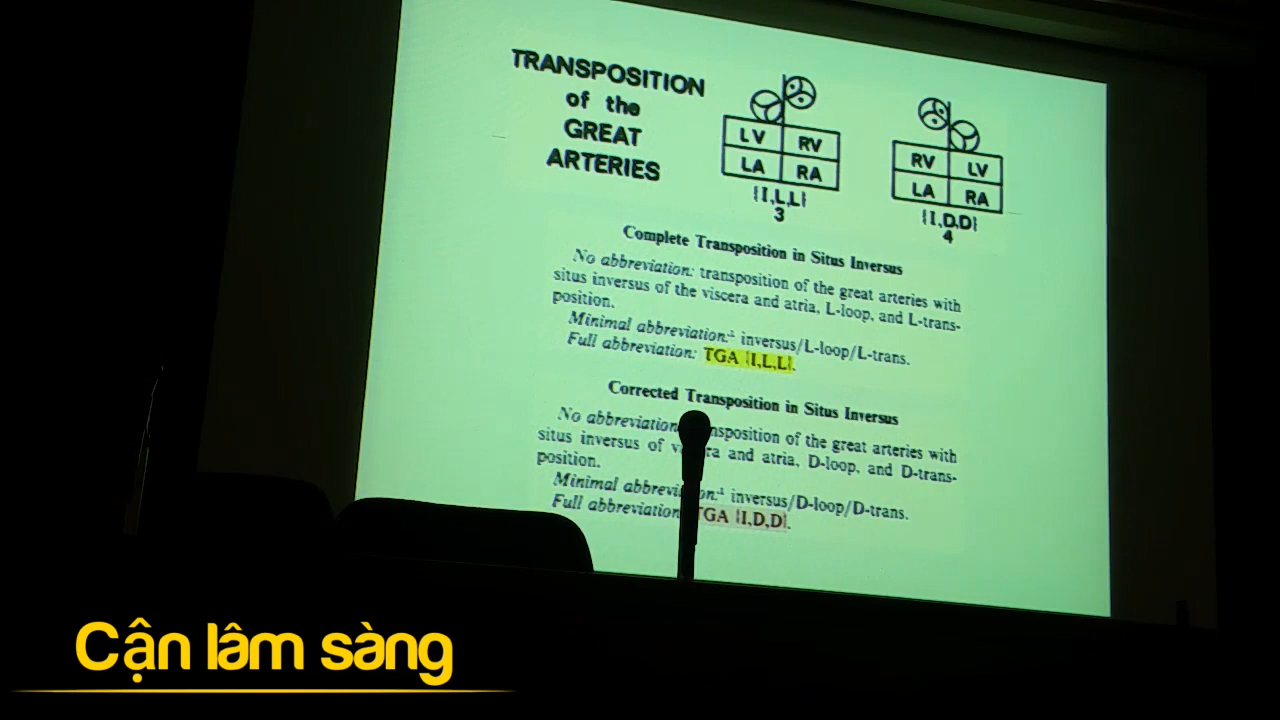 TRANSPOSITION
of the
GREAT
ARTERIES
LV RV
LA RA
{I,L,L}
3
RV LV
LA RA
{I,D,D}
4
Complete Transposition in Situs Inversus
No abbreviation: transposition of the great arteries with
situs inversus of the viscera and atria, L-loop, and L-trans-
position.
Minimal abbreviation: inversus/L-loop/L-trans.
Full abbreviation: TGA {I,L,L}.
Corrected Transposition in Situs Inversus
No abbreviation nsposition of the great arteries with
situs inversus of v ra and atria, D-loop, and D-trans-
position.
Minimal abbrevi on: inversus/D-loop/D-trans.
Full abbreviation TGA {I,D,D}.
Cận lâm sàng